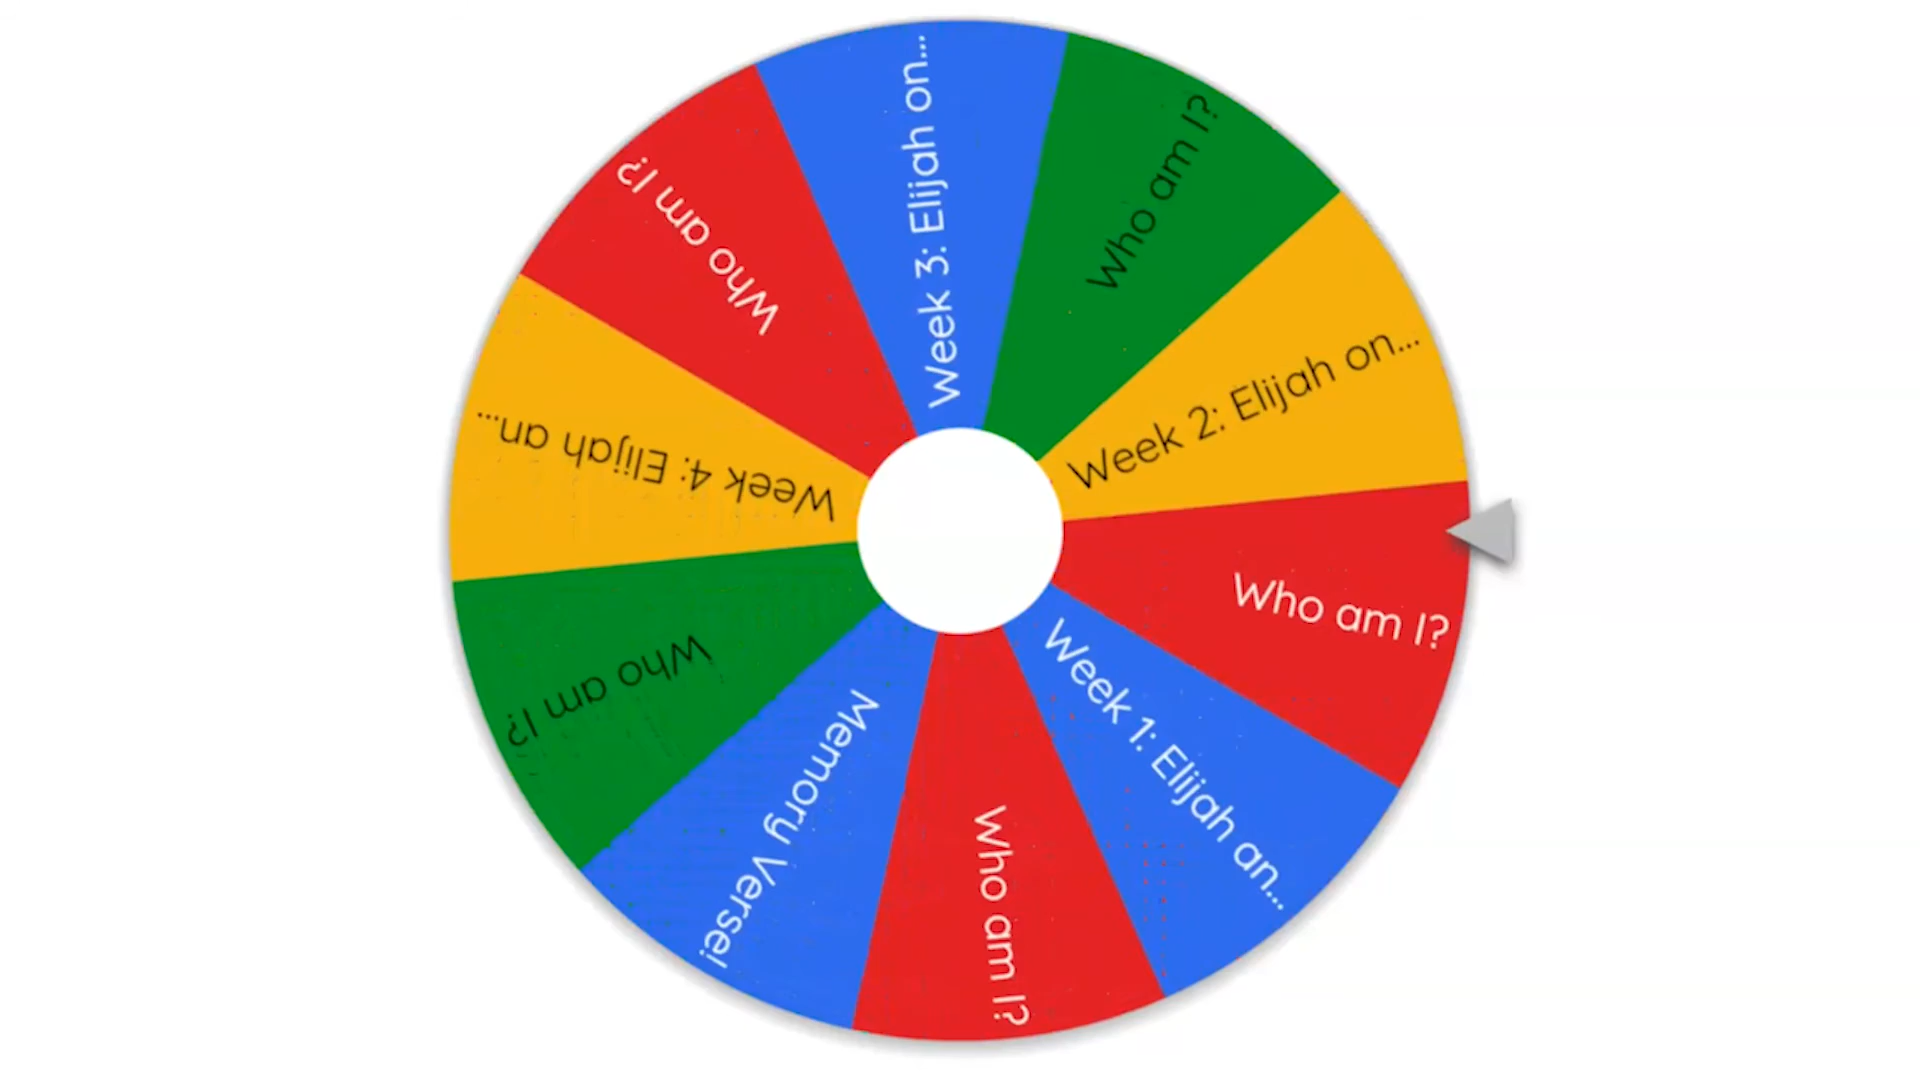 Week 3: Elijah on...
Who am I?
Week 2: Elijah on...
Who am I?
Week 1: Elijah an...
Who am I?
Memory Verse!
Who am I?
Week 4: Elijah an...
Who am I?